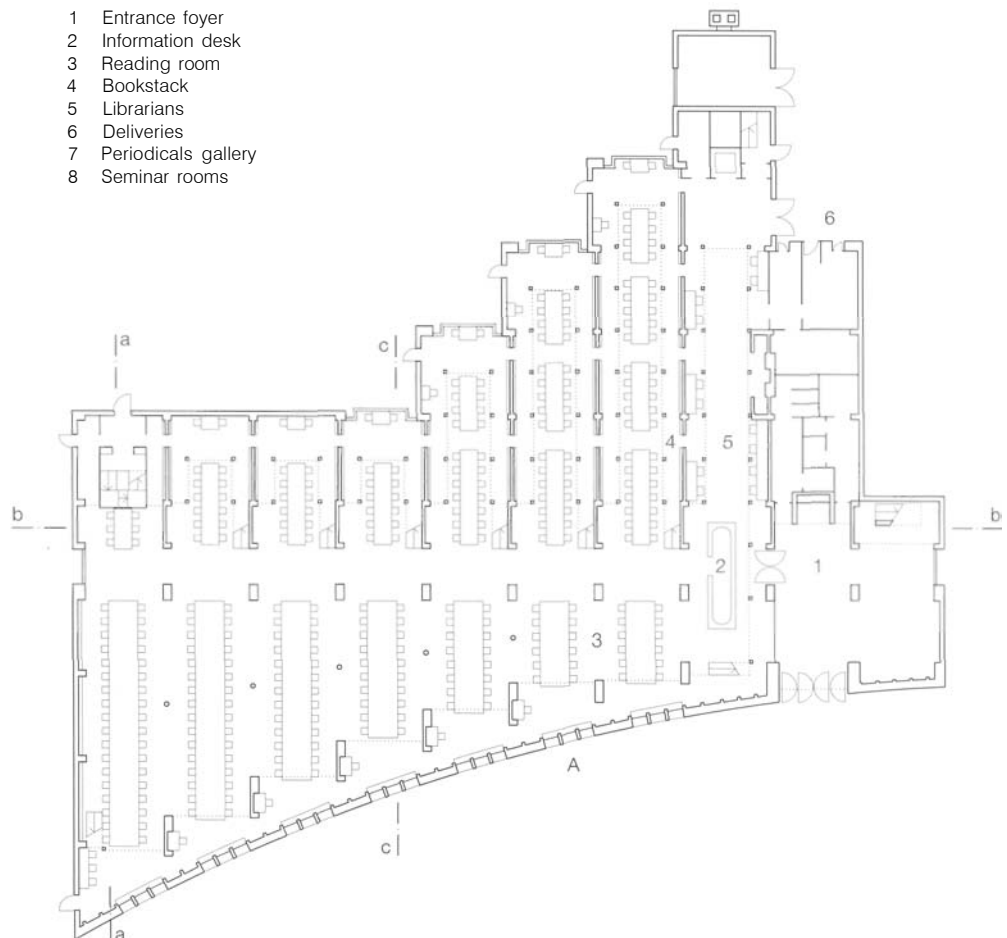 1 Entrance foyer
2 Information desk
3 Reading room
4 Bookstack
5 Librarians
6 Deliveries
7 Periodicals gallery
8 Seminar rooms
6
a
c
4
5
b
b
2
1
3
A
c
a